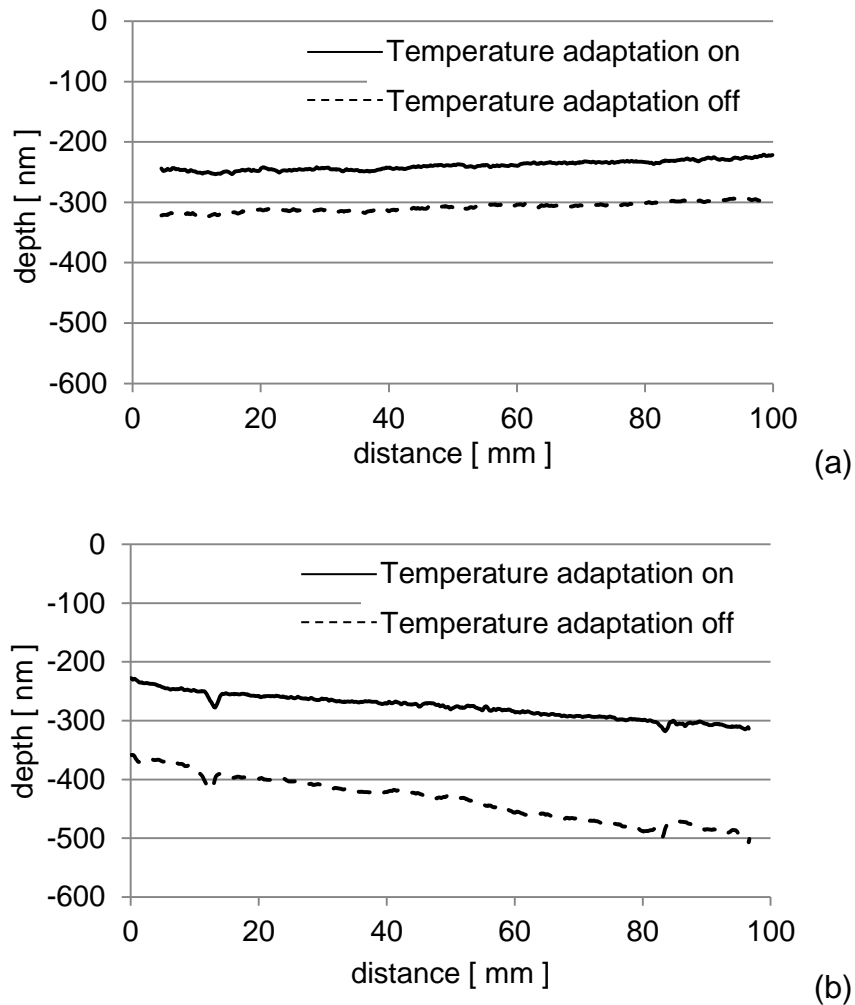 0
Temperature adaptation on
-100
Temperature adaptation off
-200
-300
-400
-500
-600
depth [ nm ]
0 20 40 60 80 100
distance [ mm ]
(a)
0
Temperature adaptation on
-100
Temperature adaptation off
-200
-300
-400
-500
-600
depth [ nm ]
0 20 40 60 80 100
distance [ mm ]
(b)